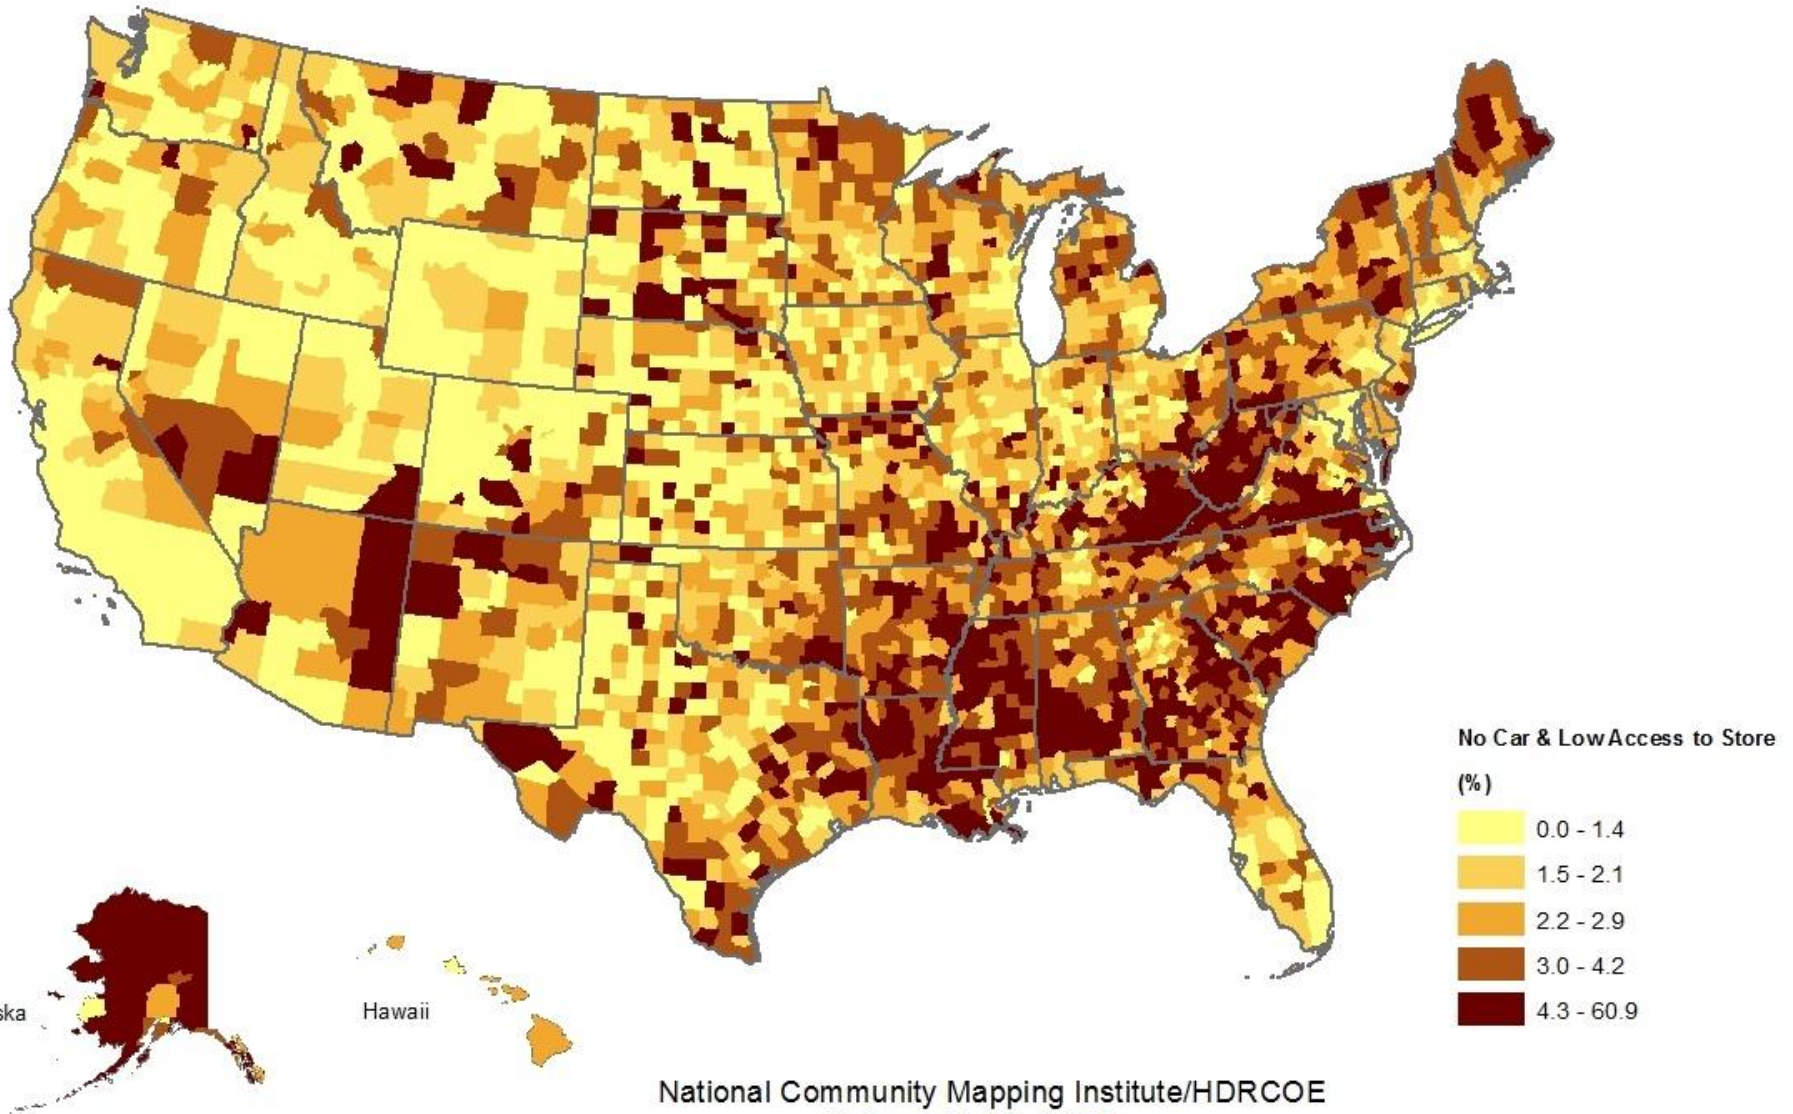 No Car & Low Access to Store
(%)
0.0 - 1.4
1.5 - 2.1
2.2 - 2.9
3.0 - 4.2
4.3 - 60.9
ska
Hawaii
National Community Mapping Institute/HDRCOE